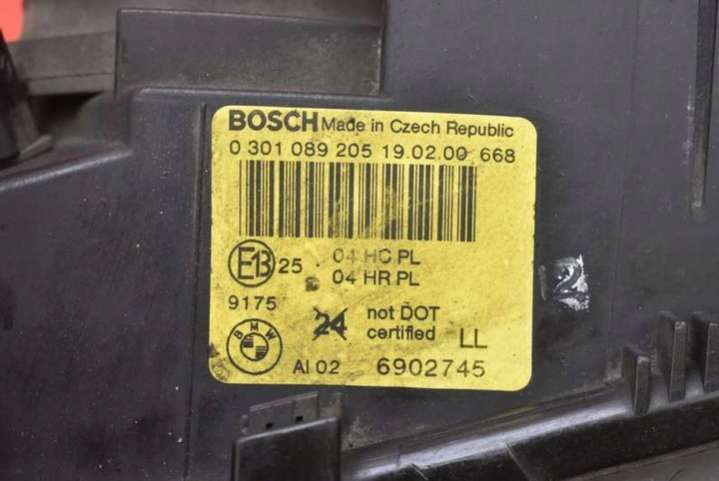 BOSCH Made in Czech Republic
0 301 089 205 19.02.00 668
E13 25 04 HC PL
04 HR PL
9175
24 not DOT
certified LL
BMW
AI 02 6902745
2